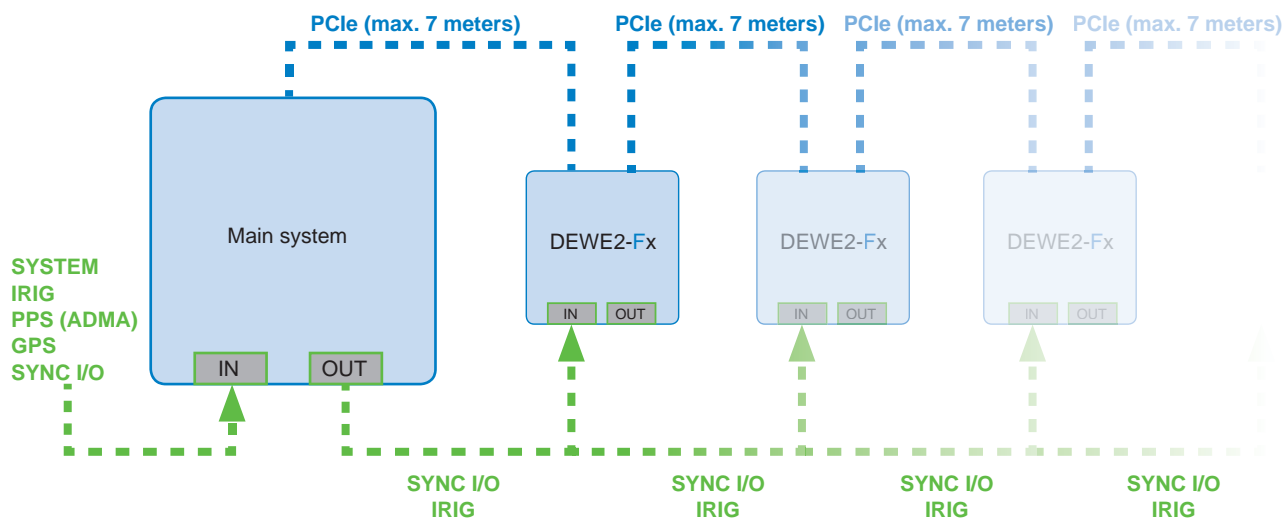 PCIe (max. 7 meters)
PCIe (max. 7 meters)
PCIe (max. 7 meters)
PCIe (max. 7 meters)
Main system
DEWE2-Fx
DEWE2-Fx
DEWE2-Fx
SYSTEM
IRIG
PPS (ADMA)
GPS
SYNC I/O
IN
OUT
IN
OUT
IN
OUT
IN
OUT
SYNC I/O
IRIG
SYNC I/O
IRIG
SYNC I/O
IRIG
SYNC I/O
IRIG